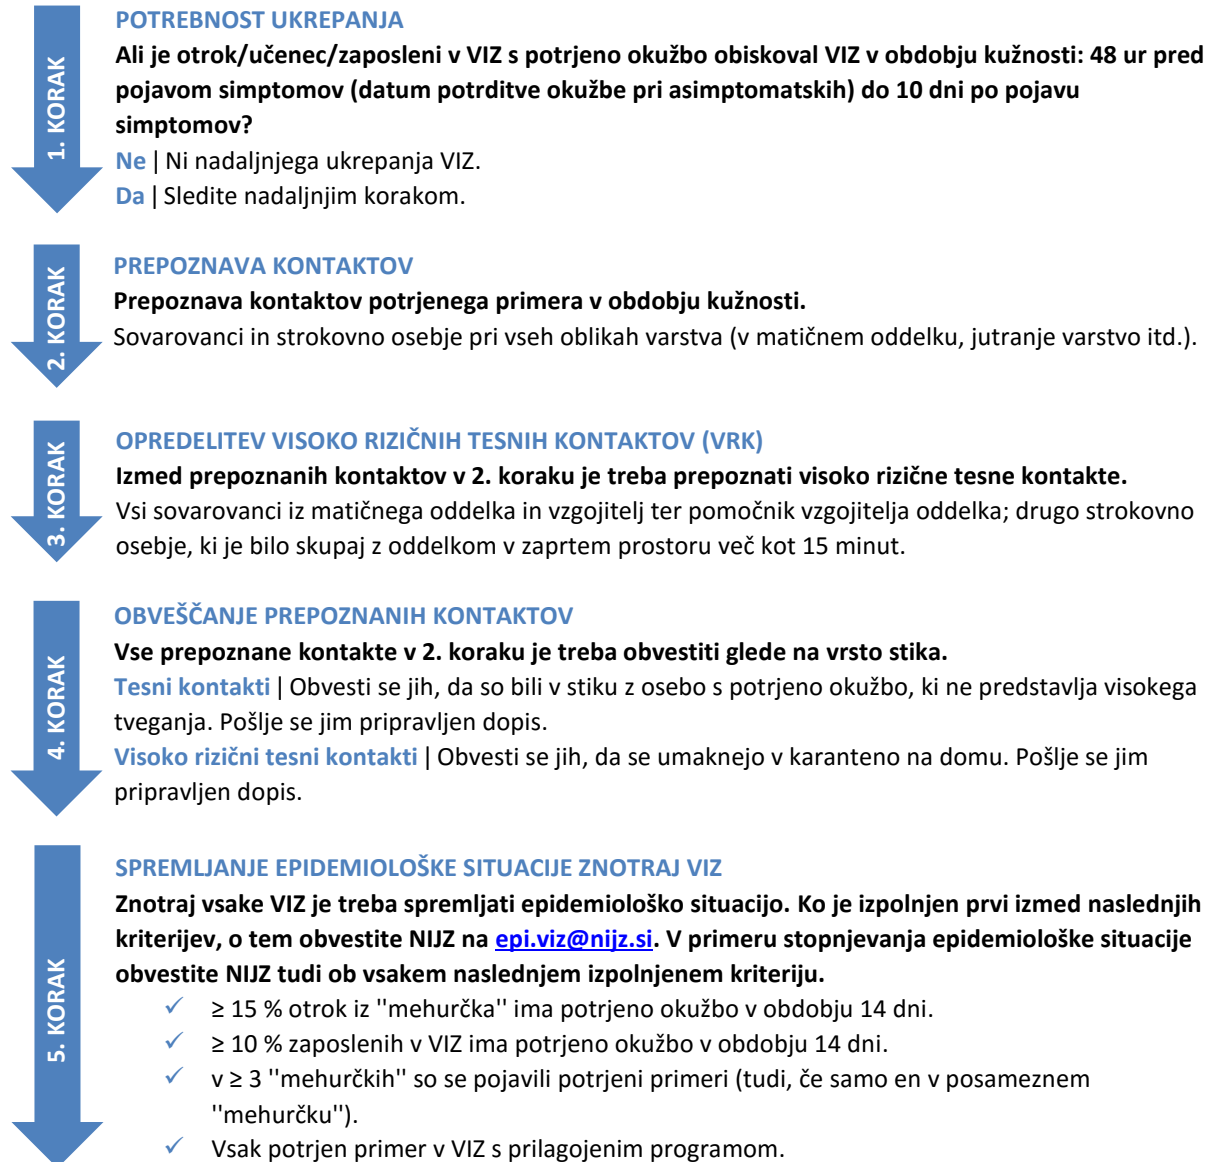 1. KORAK
POTREBNOST UKREPANJA
Ali je otrok/učenec/zaposleni v VIZ s potrjeno okužbo obiskoval VIZ v obdobju kužnosti: 48 ur pred
pojavom simptomov (datum potrditve okužbe pri asimptomatskih) do 10 dni po pojavu
simptomov?
Ne | Ni nadaljnjega ukrepanja VIZ.
Da | Sledite nadaljnjim korakom.
2. KORAK
PREPOZNAVA KONTAKTOV
Prepoznava kontaktov potrjenega primera v obdobju kužnosti.
Sovarovanci in strokovno osebje pri vseh oblikah varstva (v matičnem oddelku, jutranje varstvo itd.).
3. KORAK
OPREDELITEV VISOKO RIZIČNIH TESNIH KONTAKTOV (VRK)
Izmed prepoznanih kontaktov v 2. koraku je treba prepoznati visoko rizične tesne kontakte.
Vsi sovarovanci iz matičnega oddelka in vzgojitelj ter pomočnik vzgojitelja oddelka; drugo strokovno
osebje, ki je bilo skupaj z oddelkom v zaprtem prostoru več kot 15 minut.
4. KORAK
OBVEŠČANJE PREPOZNANIH KONTAKTOV
Vse prepoznane kontakte v 2. koraku je treba obvestiti glede na vrsto stika.
Tesni kontakti | Obvesti se jih, da so bili v stiku z osebo s potrjeno okužbo, ki ne predstavlja visokega
tveganja. Pošlje se jim pripravljen dopis.
Visoko rizični tesni kontakti | Obvesti se jih, da se umaknejo v karanteno na domu. Pošlje se jim
pripravljen dopis.
5. KORAK
SPREMLJANJE EPIDEMIOLOŠKE SITUACIJE ZNOTRAJ VIZ
Znotraj vsake VIZ je treba spremljati epidemiološko situacijo. Ko je izpolnjen prvi izmed naslednjih
kriterijev, o tem obvestite NIJZ na epi.viz@nijz.si. V primeru stopnjevanja epidemiološke situacije
obvestite NIJZ tudi ob vsakem naslednjem izpolnjenem kriteriju.
✓ ≥ 15 % otrok iz ''mehurčka'' ima potrjeno okužbo v obdobju 14 dni.
✓ ≥ 10 % zaposlenih v VIZ ima potrjeno okužbo v obdobju 14 dni.
✓ v ≥ 3 ''mehurčkih'' so se pojavili potrjeni primeri (tudi, če samo en v posameznem
''mehurčku'').
✓ Vsak potrjen primer v VIZ s prilagojenim programom.